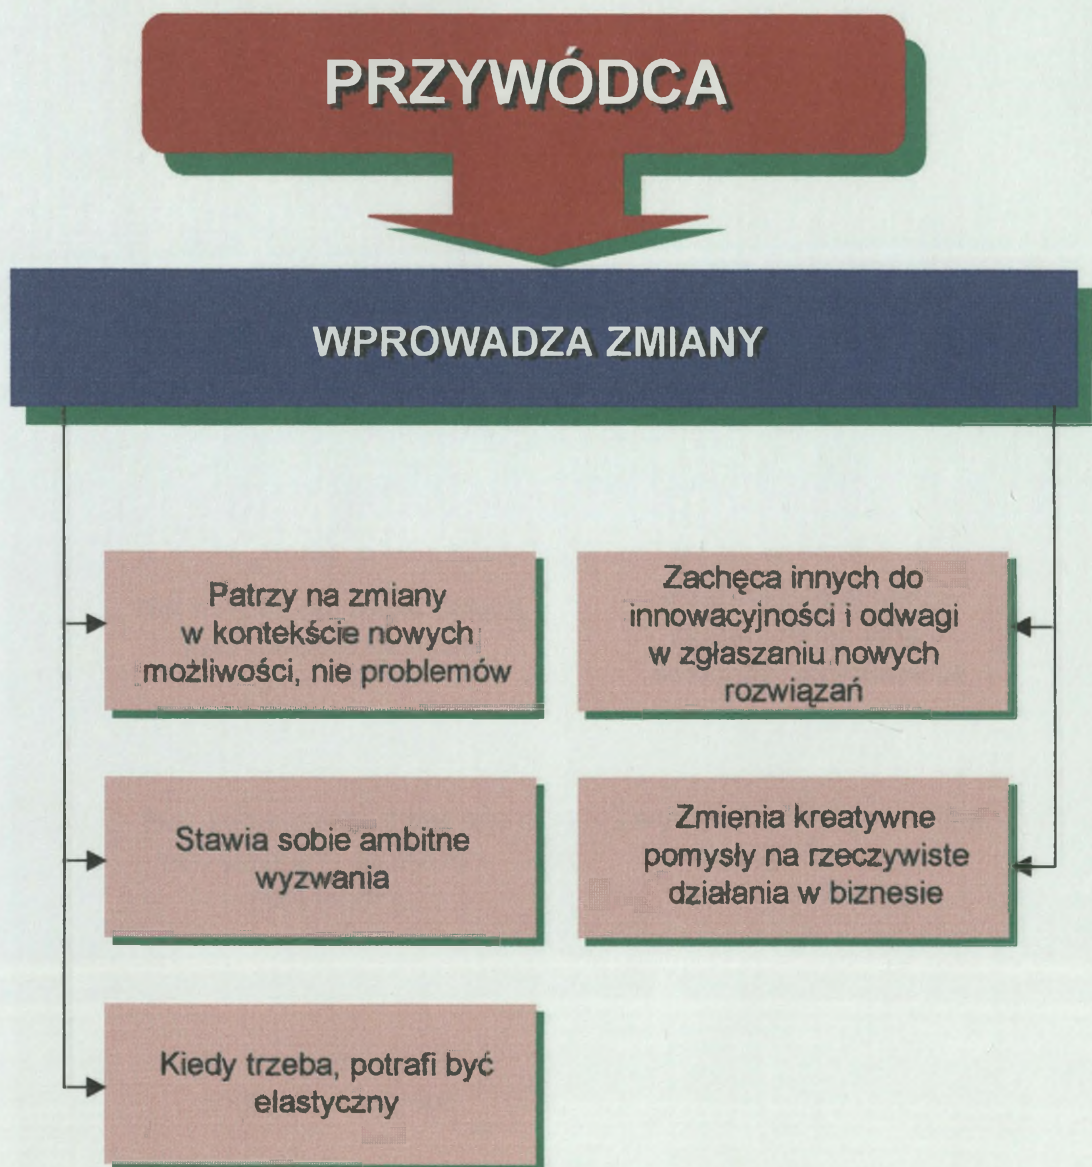 PRZYWÓDCA
WPROWADZA ZMIANY
Patrzy na zmiany
w kontekście nowych
możliwości, nie problemów
Zachęca innych do
innowacyjności i odwagi
w zgłaszaniu nowych
rozwiązań
Stawia sobie ambitne
wyzwania
Zmienia kreatywne
pomysły na rzeczywiste
działania w biznesie
Kiedy trzeba, potrafi być
elastyczny